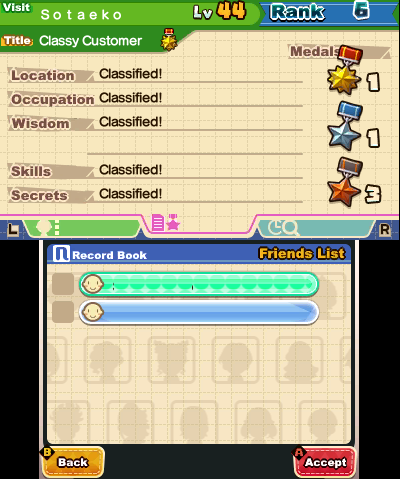 Visit Sotaeko Lv 44 Rank 6
Title Classy Customer
Medals
Location Classified!
1
Occupation Classified!
Wisdom Classified!
1
Skills Classified!
Secrets Classified!
3
L R
n Record Book Friends List
B A
Back Accept